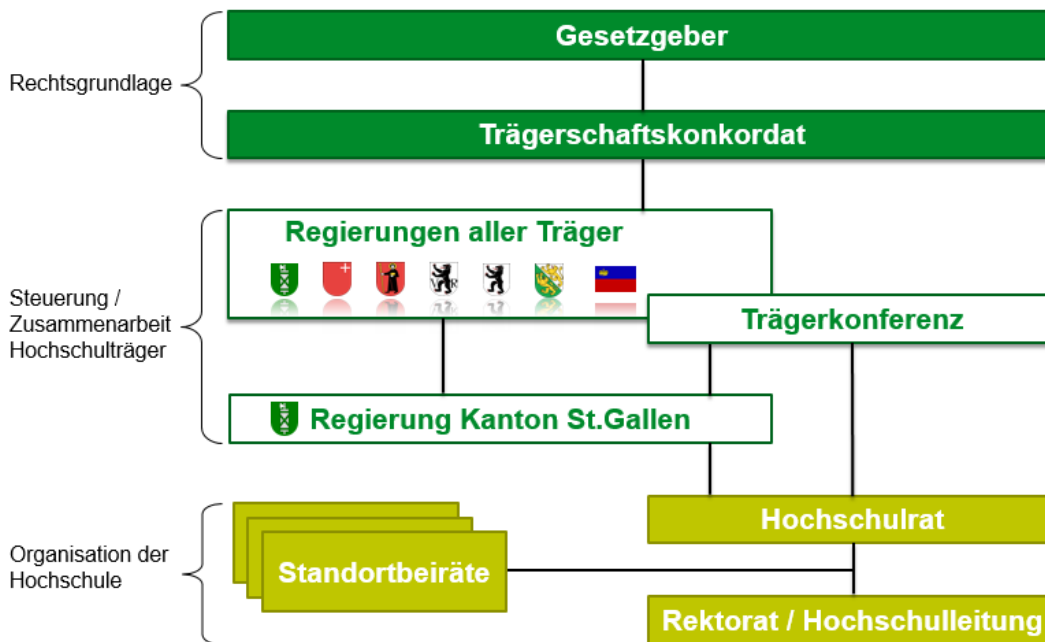 Gesetzgeber
Rechtsgrundlage
Trägerschaftskonkordat
Regierungen aller Träger
Steuerung /
Zusammenarbeit
Hochschulträger
Trägerkonferenz
Regierung Kanton St.Gallen
Hochschulrat
Organisation der
Hochschule
Standortbeiräte
Rektorat / Hochschulleitung